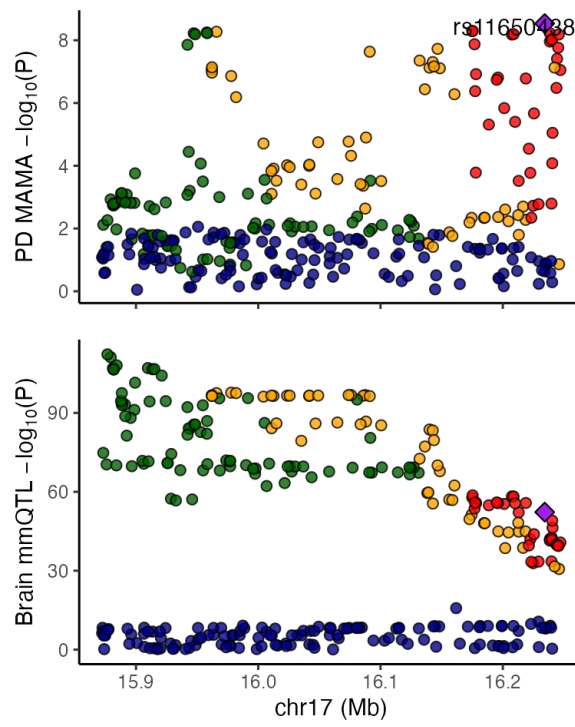 rs11650438
PD MAMA −log10(P)
8
6
4
2
0
Brain mmQTL −log10(P)
90
60
30
0
15.9 16.0 16.1 16.2
chr17 (Mb)